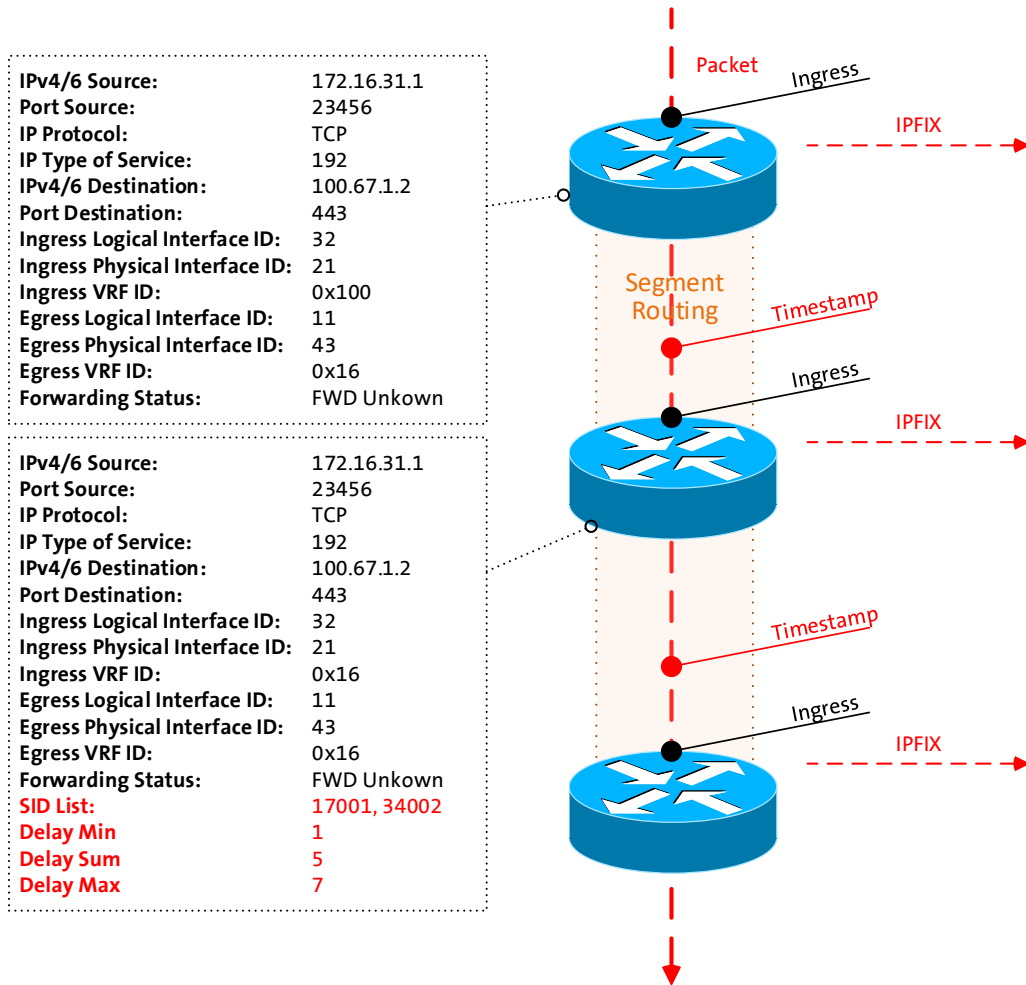 IPv4/6 Source: 172.16.31.1
Port Source: 23456
IP Protocol: TCP
IP Type of Service: 192
IPv4/6 Destination: 100.67.1.2
Port Destination: 443
Ingress Logical Interface ID: 32
Ingress Physical Interface ID: 21
Ingress VRF ID: 0x100
Egress Logical Interface ID: 11
Egress Physical Interface ID: 43
Egress VRF ID: 0x16
Forwarding Status: FWD Unkown
IPv4/6 Source: 172.16.31.1
Port Source: 23456
IP Protocol: TCP
IP Type of Service: 192
IPv4/6 Destination: 100.67.1.2
Port Destination: 443
Ingress Logical Interface ID: 32
Ingress Physical Interface ID: 21
Ingress VRF ID: 0x16
Egress Logical Interface ID: 11
Egress Physical Interface ID: 43
Egress VRF ID: 0x16
Forwarding Status: FWD Unkown
SID List: 17001, 34002
Delay Min 1
Delay Sum 5
Delay Max 7
Packet
Ingress
IPFIX
Segment
Routing
Timestamp
Ingress
IPFIX
Timestamp
Ingress
IPFIX